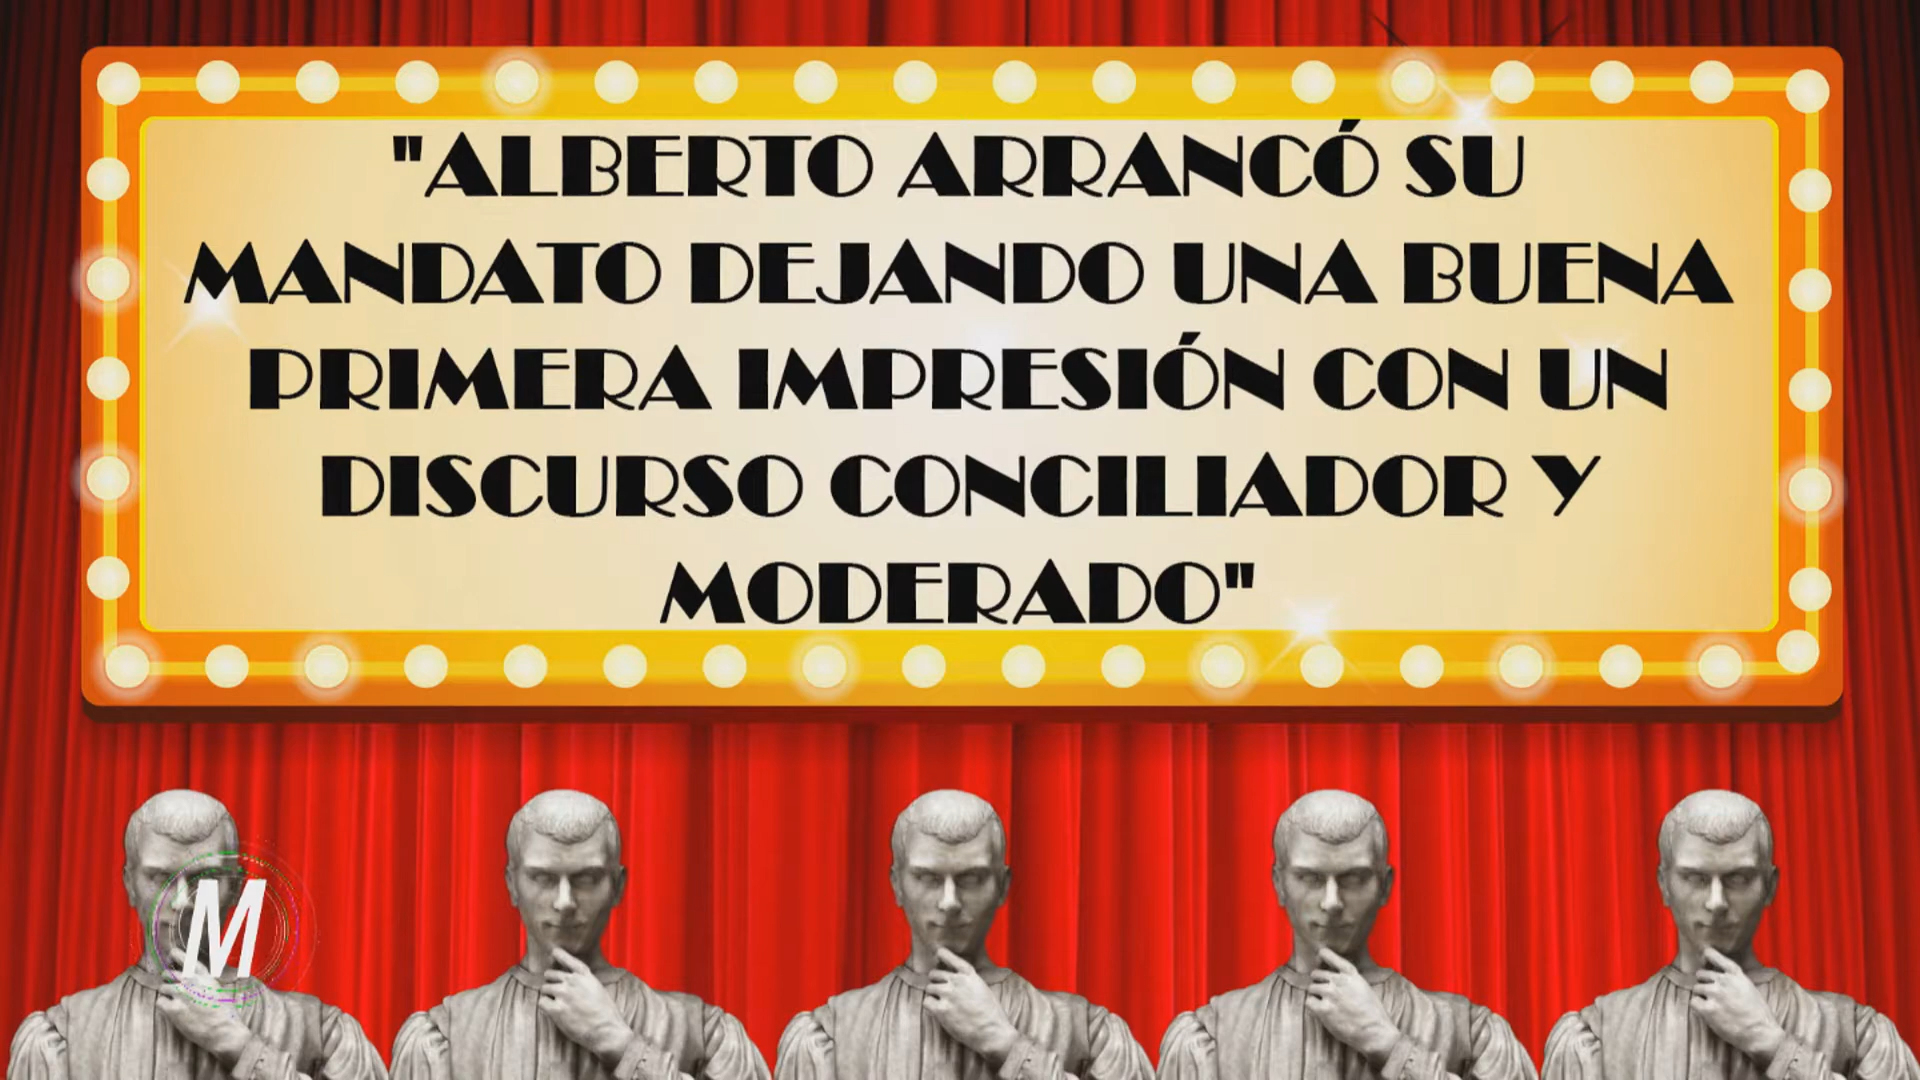 "ALBERTO ARRANCÓ SU
MANDATO DEJANDO UNA BUENA
PRIMERA IMPRESIÓN CON UN
DISCURSO CONCILIADOR Y
MODERADO"
M